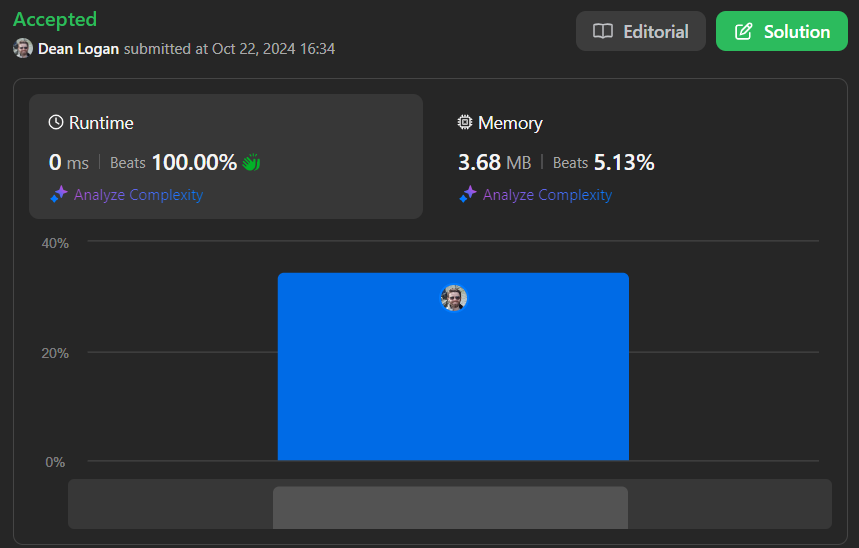 Accepted
Dean Logan submitted at Oct 22, 2024 16:34
Editorial
Solution
Runtime
0 ms Beats 100.00%
Analyze Complexity
Memory
3.68 MB Beats 5.13%
Analyze Complexity
40%
20%
0%